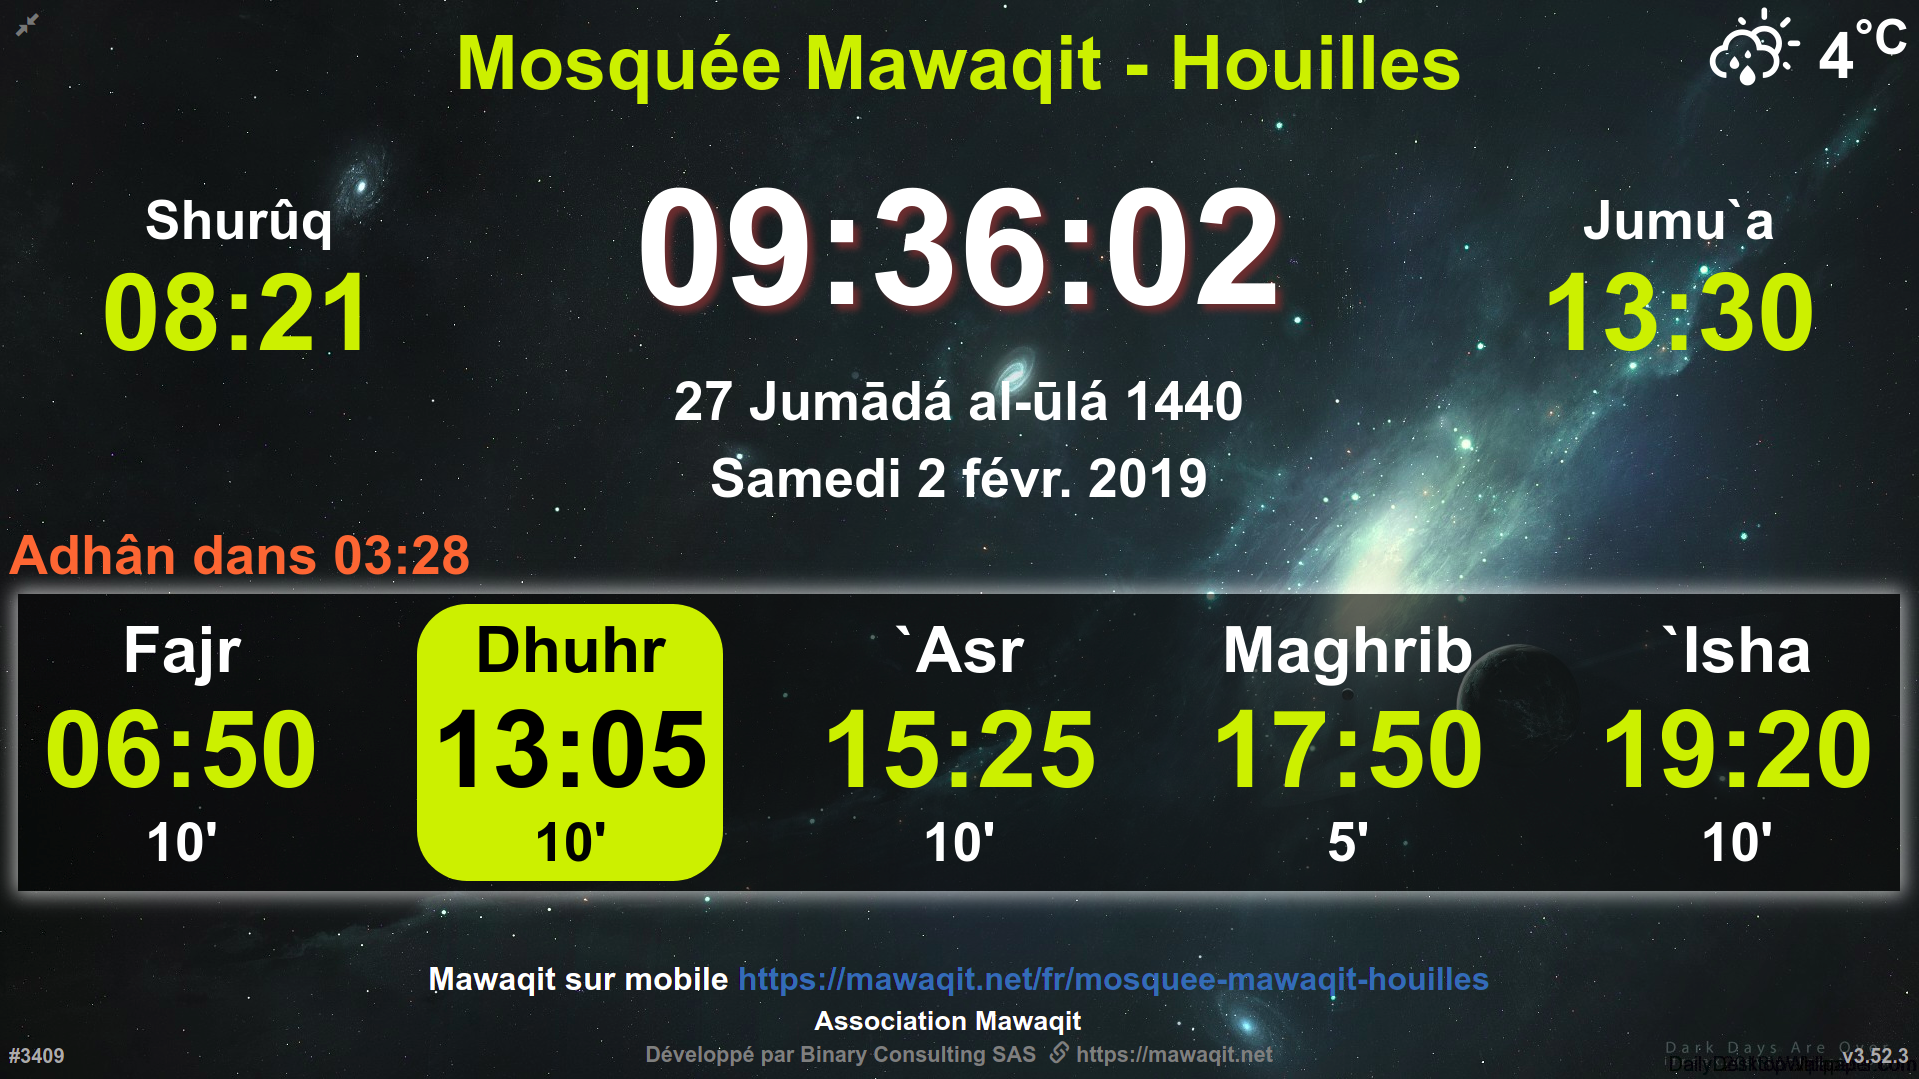 Mosquée Mawaqit - Houilles
4°C
Shurûq
08:21
09:36:02
Jumu`a
13:30
27 Jumādá al-ūlá 1440
Samedi 2 févr. 2019
Adhân dans 03:28
Fajr
06:50
10'
Dhuhr
13:05
10'
`Asr
15:25
10'
Maghrib
17:50
5'
`Isha
19:20
10'
Mawaqit sur mobile https://mawaqit.net/fr/mosquee-mawaqit-houilles
Association Mawaqit
Développé par Binary Consulting SAS https://mawaqit.net
#3409
Dark Days Are Over
v3.52.3